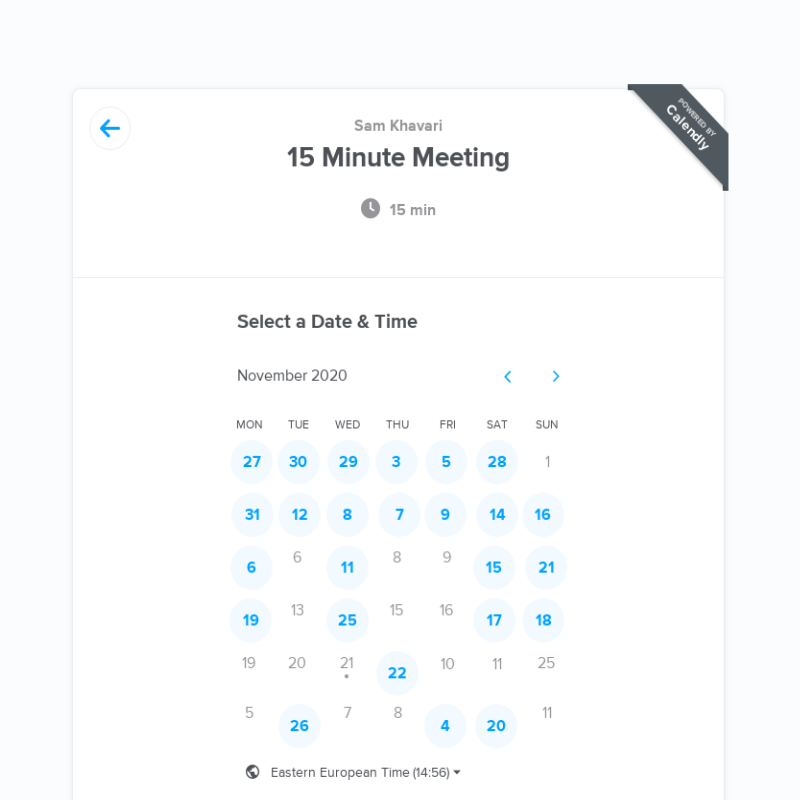 POWERED BY
Calendly
Sam Khavari
15 Minute Meeting
15 min
Select a Date & Time
November 2020
MON TUE WED THU FRI SAT SUN
27 30 29 3 5 28 1
31 12 8 7 9 14 16
6 6 11 8 9 15 21
19 13 25 15 16 17 18
19 20 21 22 10 11 25
5 26 7 8 4 20 11
Eastern European Time (14:56)